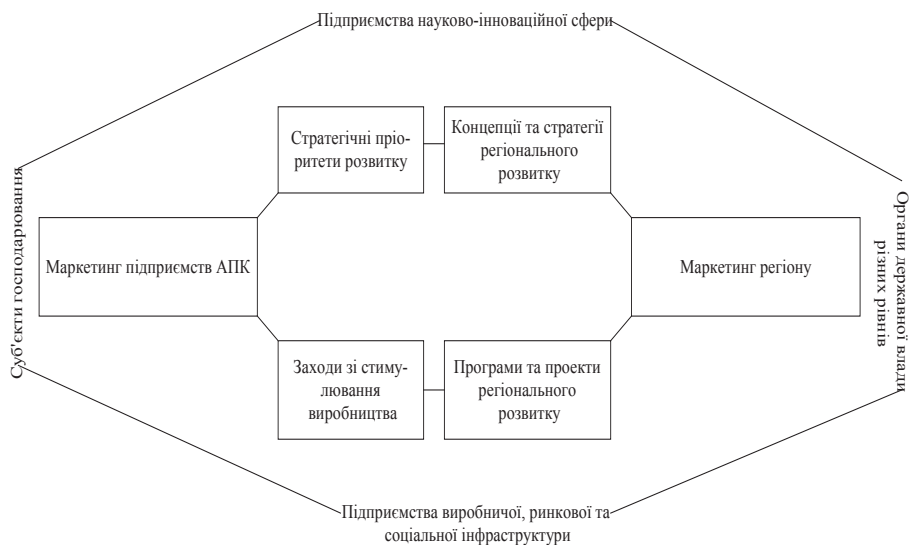 Підприємства науково-інноваційної сфери
Стратегічні пріо-
ритети розвитку
Концепції та стратегії
регіонального
розвитку
Суб'єкти господарювання
Маркетинг підприємств АПК
Маркетинг регіону
Органи державної влади
різних рівнів
Заходи зі стиму-
лювання
виробництва
Програми та проекти
регіонального
розвитку
Підприємства виробничої, ринкової та
соціальної інфраструктури